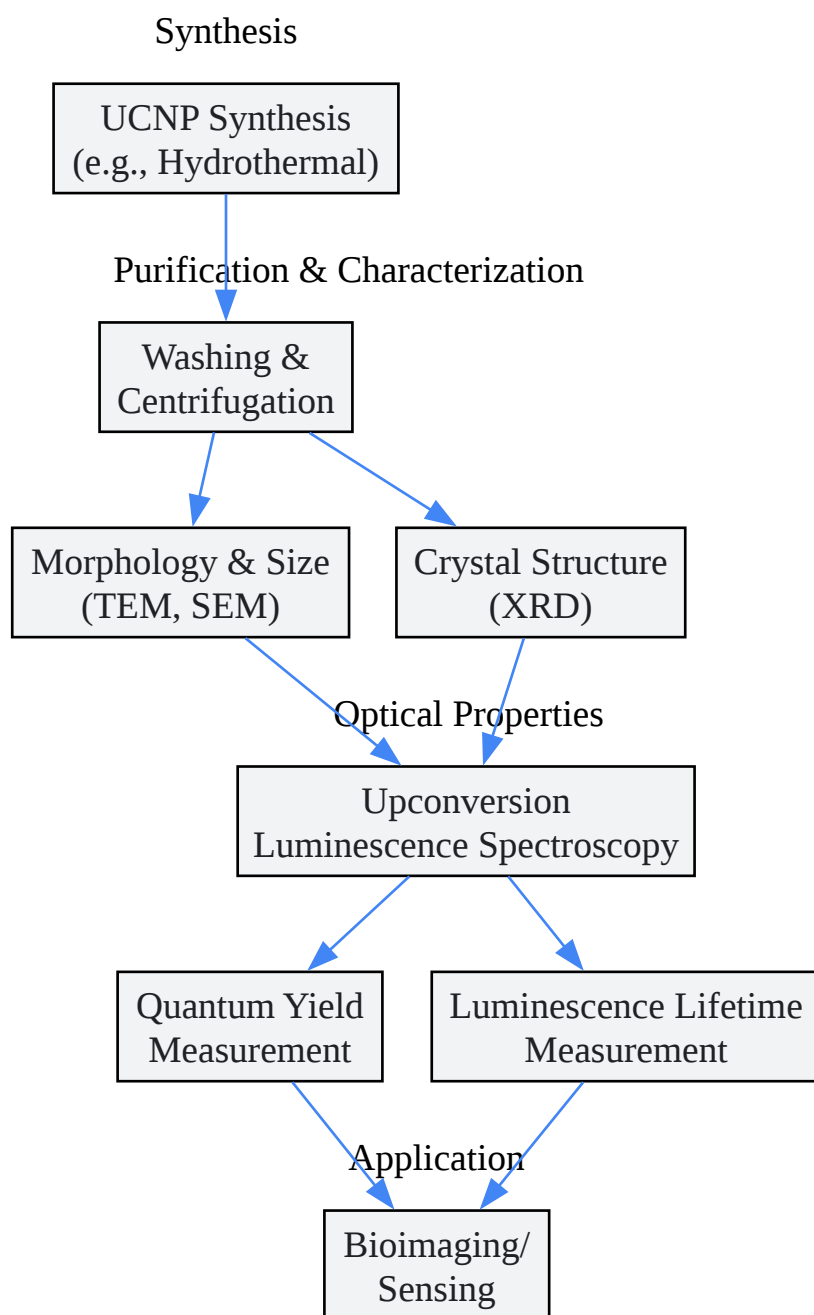 Synthesis
UCNP Synthesis
(e.g., Hydrothermal)
Purification & Characterization
Washing &
Centrifugation
Morphology & Size
(TEM, SEM)
Crystal Structure
(XRD)
Optical Properties
Upconversion
Luminescence Spectroscopy
Quantum Yield
Measurement
Luminescence Lifetime
Measurement
Application
Bioimaging/
Sensing